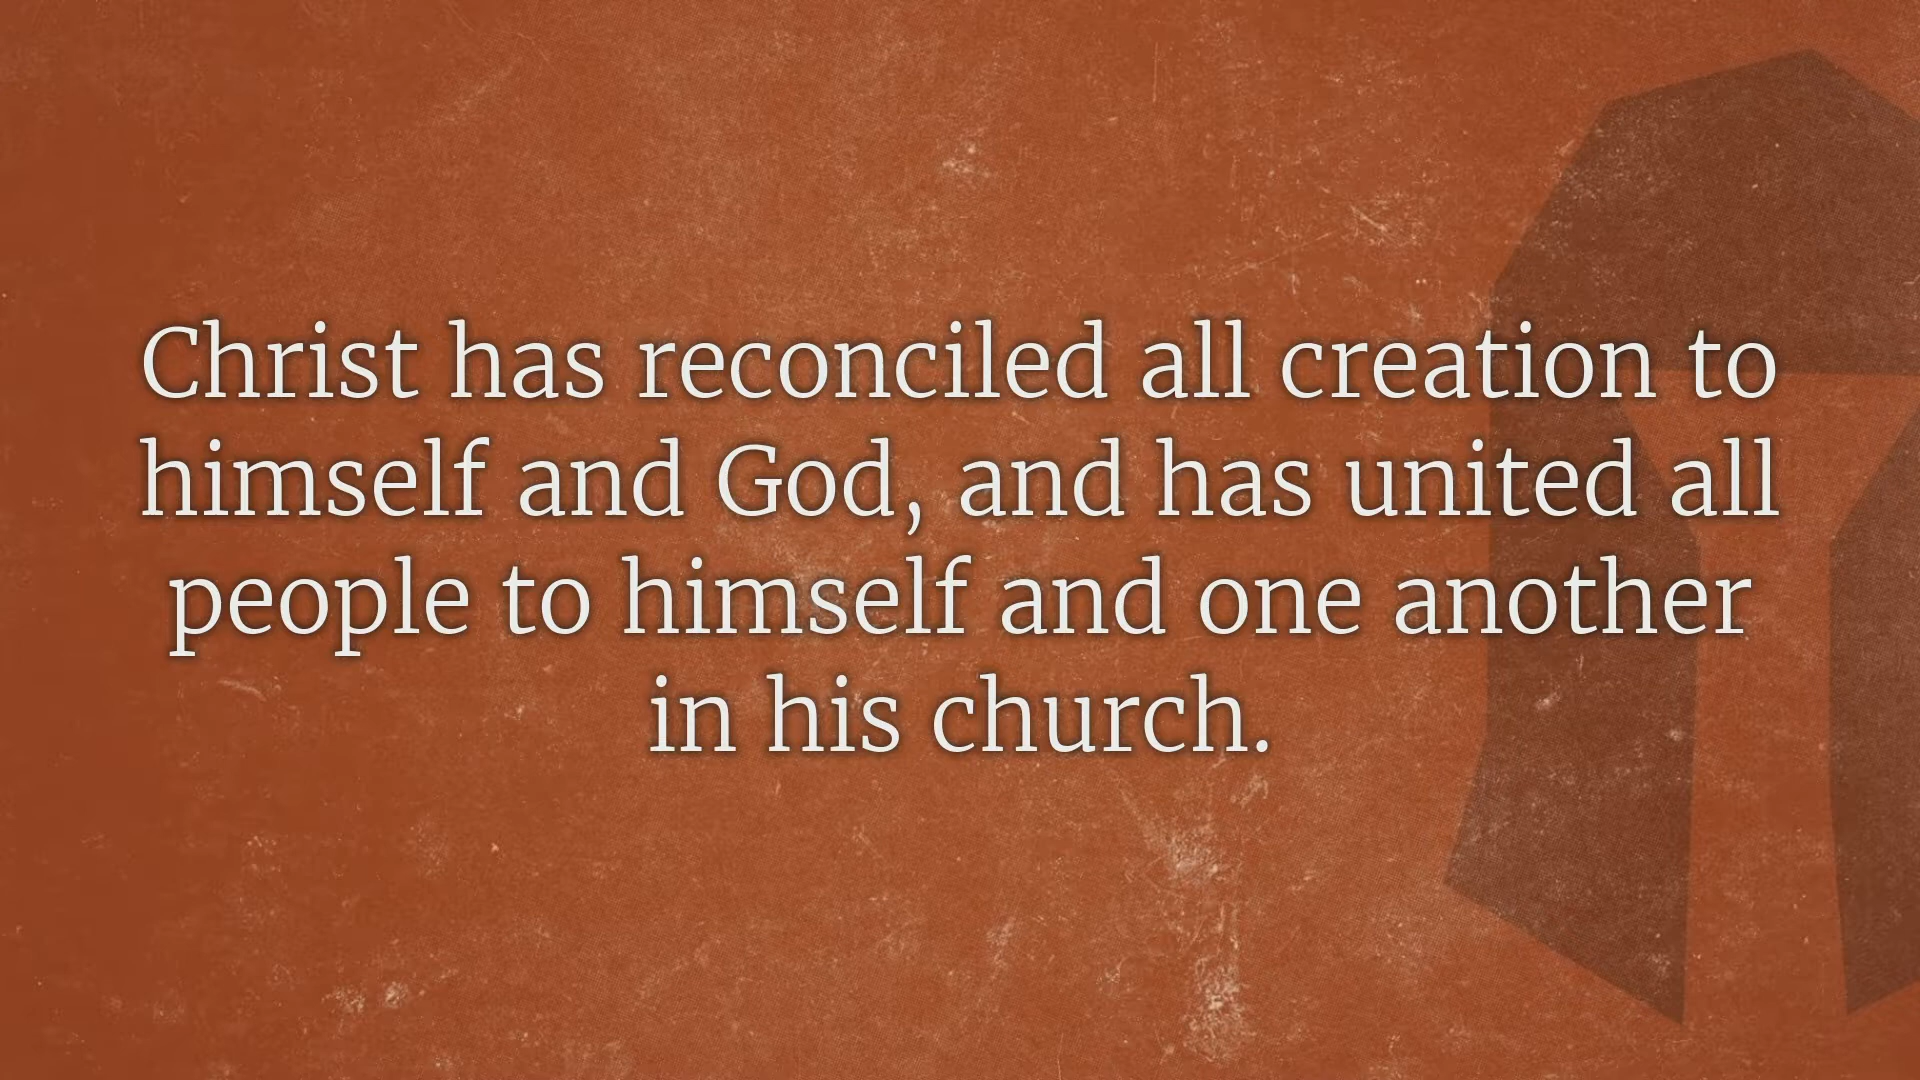 Christ has reconciled all creation to
himself and God, and has united all
people to himself and one another
in his church.